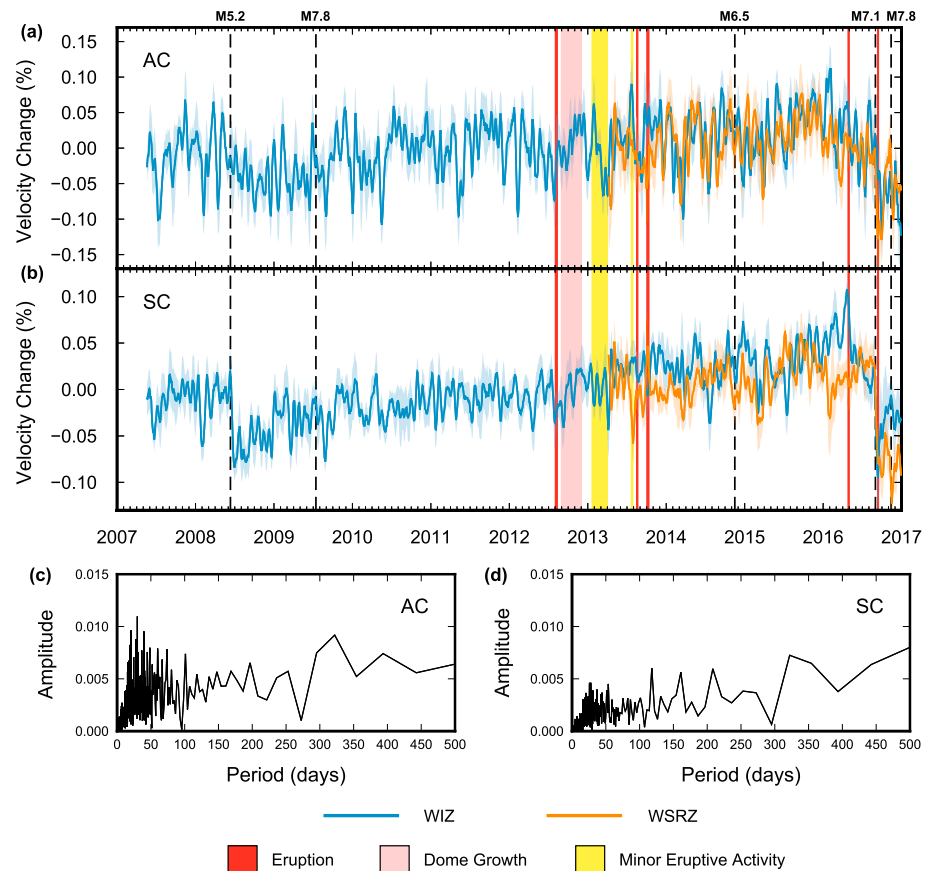 M5.2 M7.8 M6.5 M7.1 M7.8
(a)
AC
0.15
0.10
0.05
0.00
−0.05
−0.10
−0.15
Velocity Change (%)
(b)
SC
0.10
0.05
0.00
−0.05
−0.10
Velocity Change (%)
2007 2008 2009 2010 2011 2012 2013 2014 2015 2016 2017
(c)
AC
0.015
0.010
0.005
0.000
Amplitude
0 50 100 150 200 250 300 350 400 450 500
Period (days)
(d)
SC
0.015
0.010
0.005
0.000
Amplitude
0 50 100 150 200 250 300 350 400 450 500
Period (days)
WIZ WSRZ
Eruption Dome Growth Minor Eruptive Activity